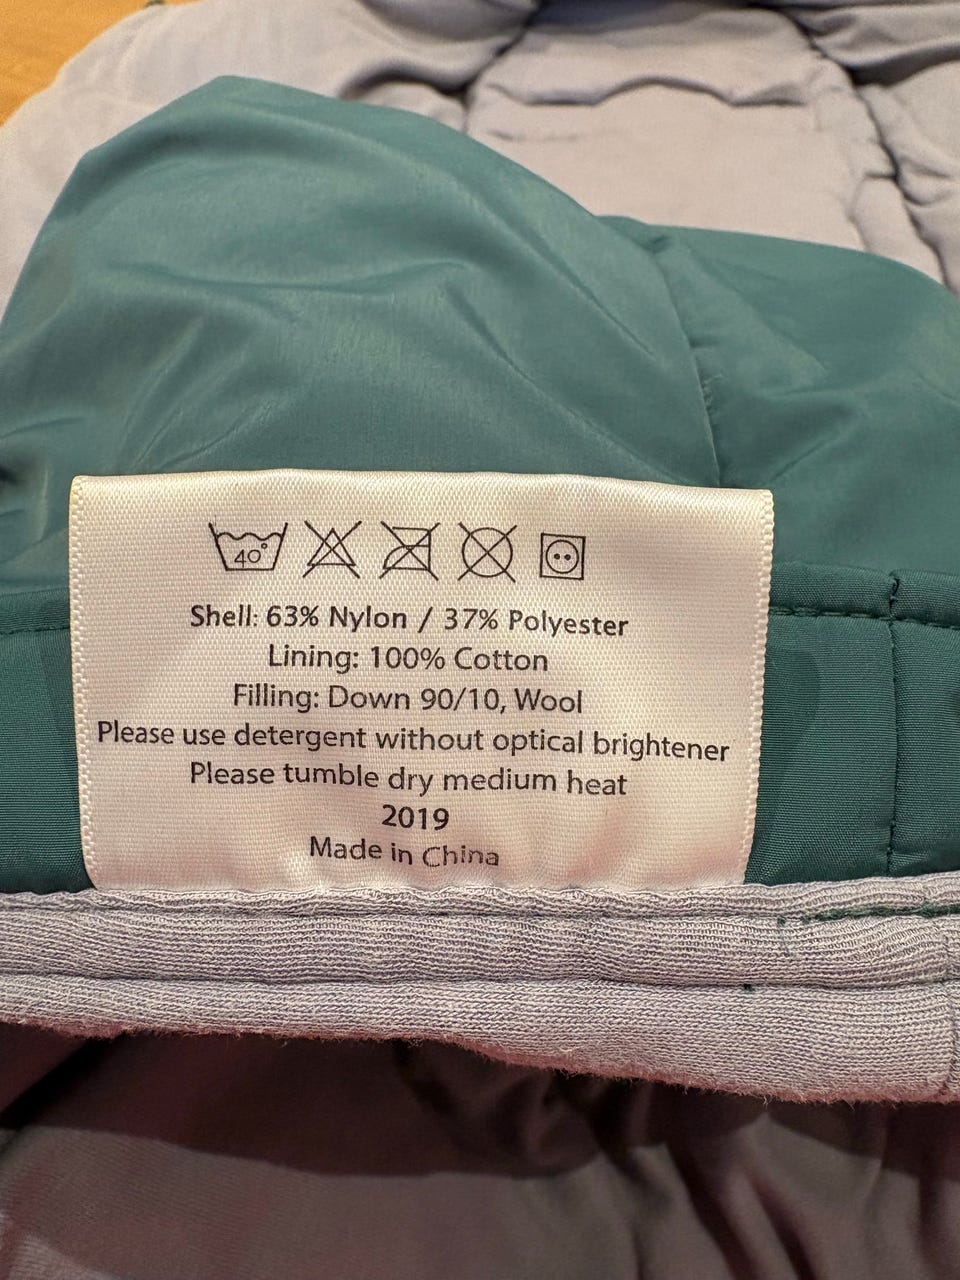 40°
Shell: 63% Nylon / 37% Polyester
Lining: 100% Cotton
Filling: Down 90/10, Wool
Please use detergent without optical brightener
Please tumble dry medium heat
2019
Made in China